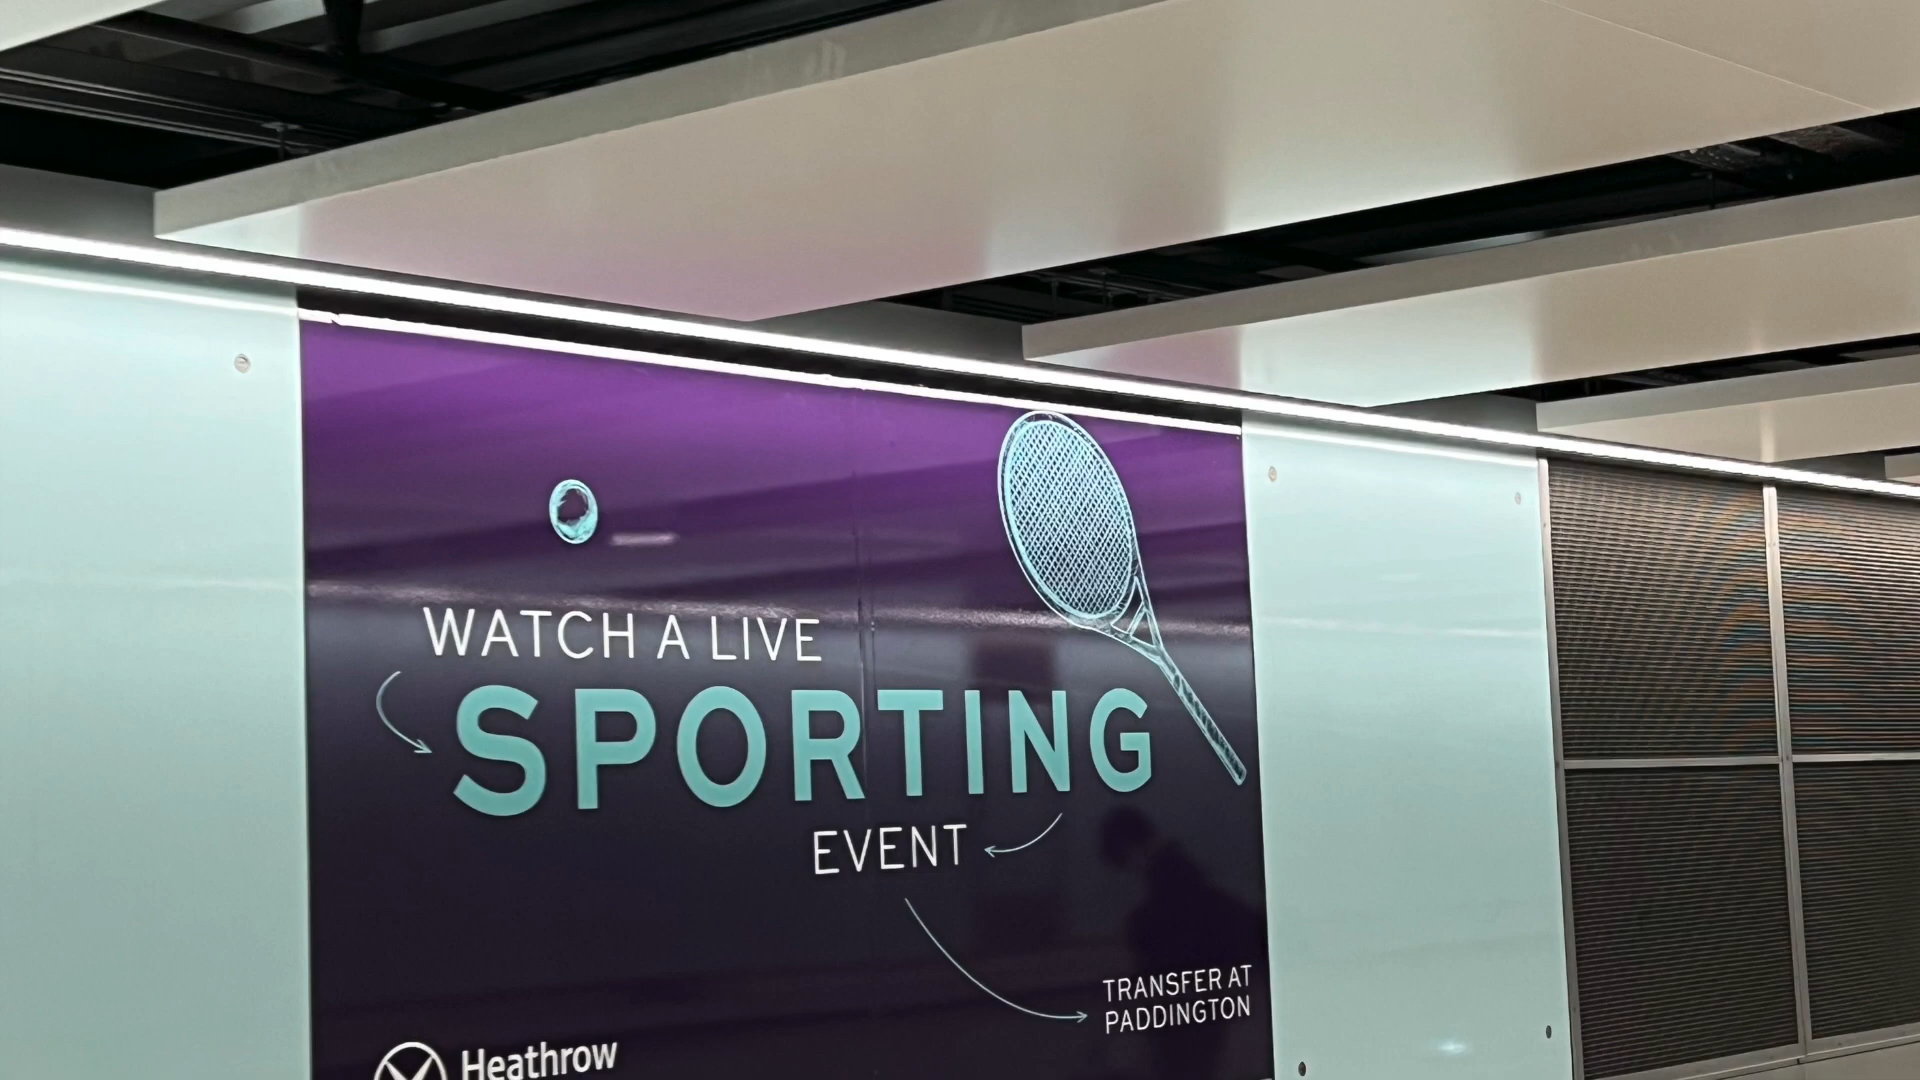 WATCH A LIVE
SPORTING
EVENT
TRANSFER AT
PADDINGTON
Heathrow